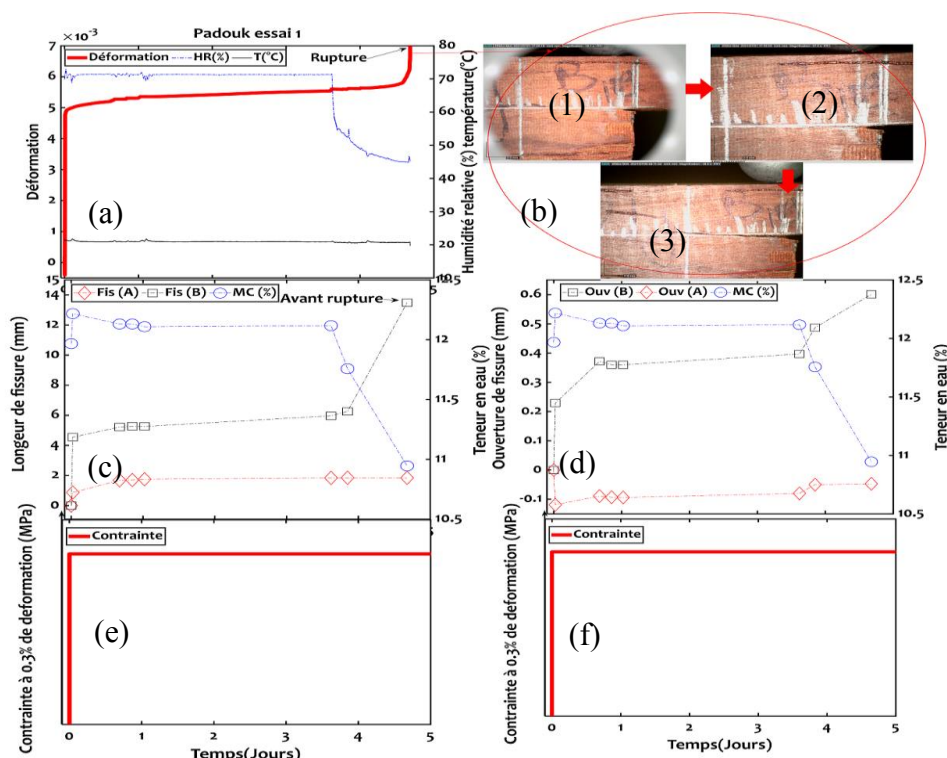 Padouk essai 1
7 ×10⁻³
6
5
4
3
2
1
0
Déformation
Déformation HR(%) T(°C)
Rupture
80
70
60
50
40
30
20
10
Humidité relative (%) température(°C)
(a)
(1)
(2)
(3)
(b)
14
12
10
8
6
4
2
0
Longeur de fissure (mm)
Fis (A) Fis (B) MC (%)
Avant rupture
12
11.5
11
10.5
Teneur en eau (%)
(c)
0.6
0.5
0.4
0.3
0.2
0.1
0
-0.1
Ouverture de fissure (mm)
Ouv (B) Ouv (A) MC (%)
12.5
12
11.5
11
10.5
Teneur en eau (%)
(d)
Contrainte à 0.3% de deformation (MPa)
Contrainte
(e)
0 1 2 3 4 5
Temps(Jours)
Contrainte à 0.3% de deformation (MPa)
Contrainte
(f)
0 1 2 3 4 5
Temps(Jours)